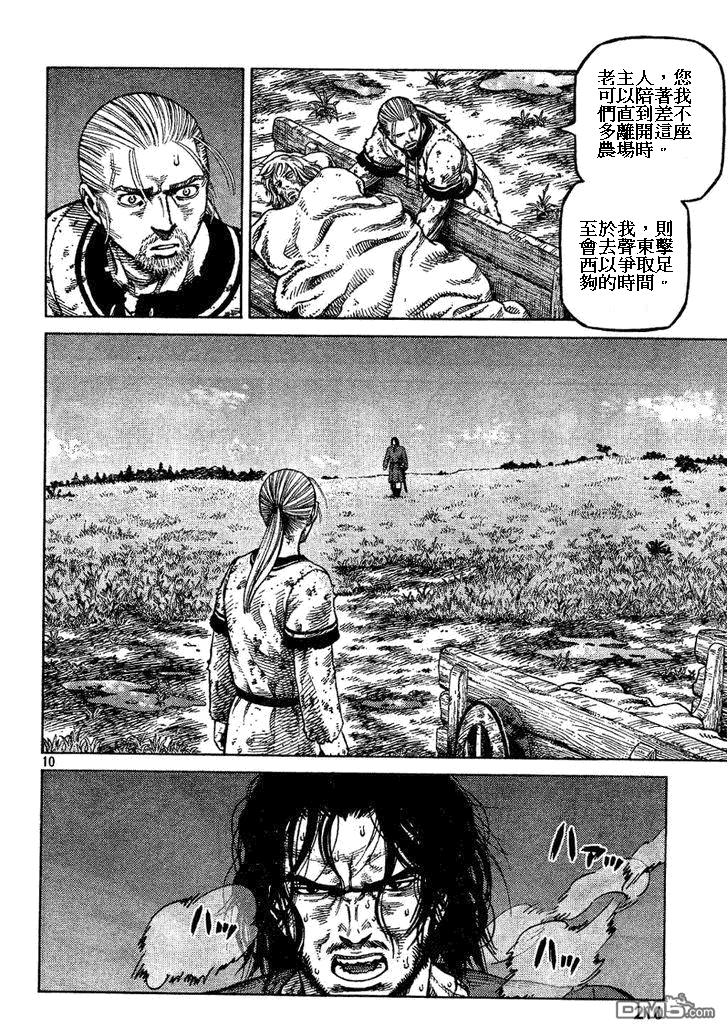 老主人，您
可以陪著我
們直到差不
多離開這座
農場時。
至於我，則
會去聲東擊
西以爭取足
夠的時間。
10
ハァッ
ハッ
ハッ
DM5.com